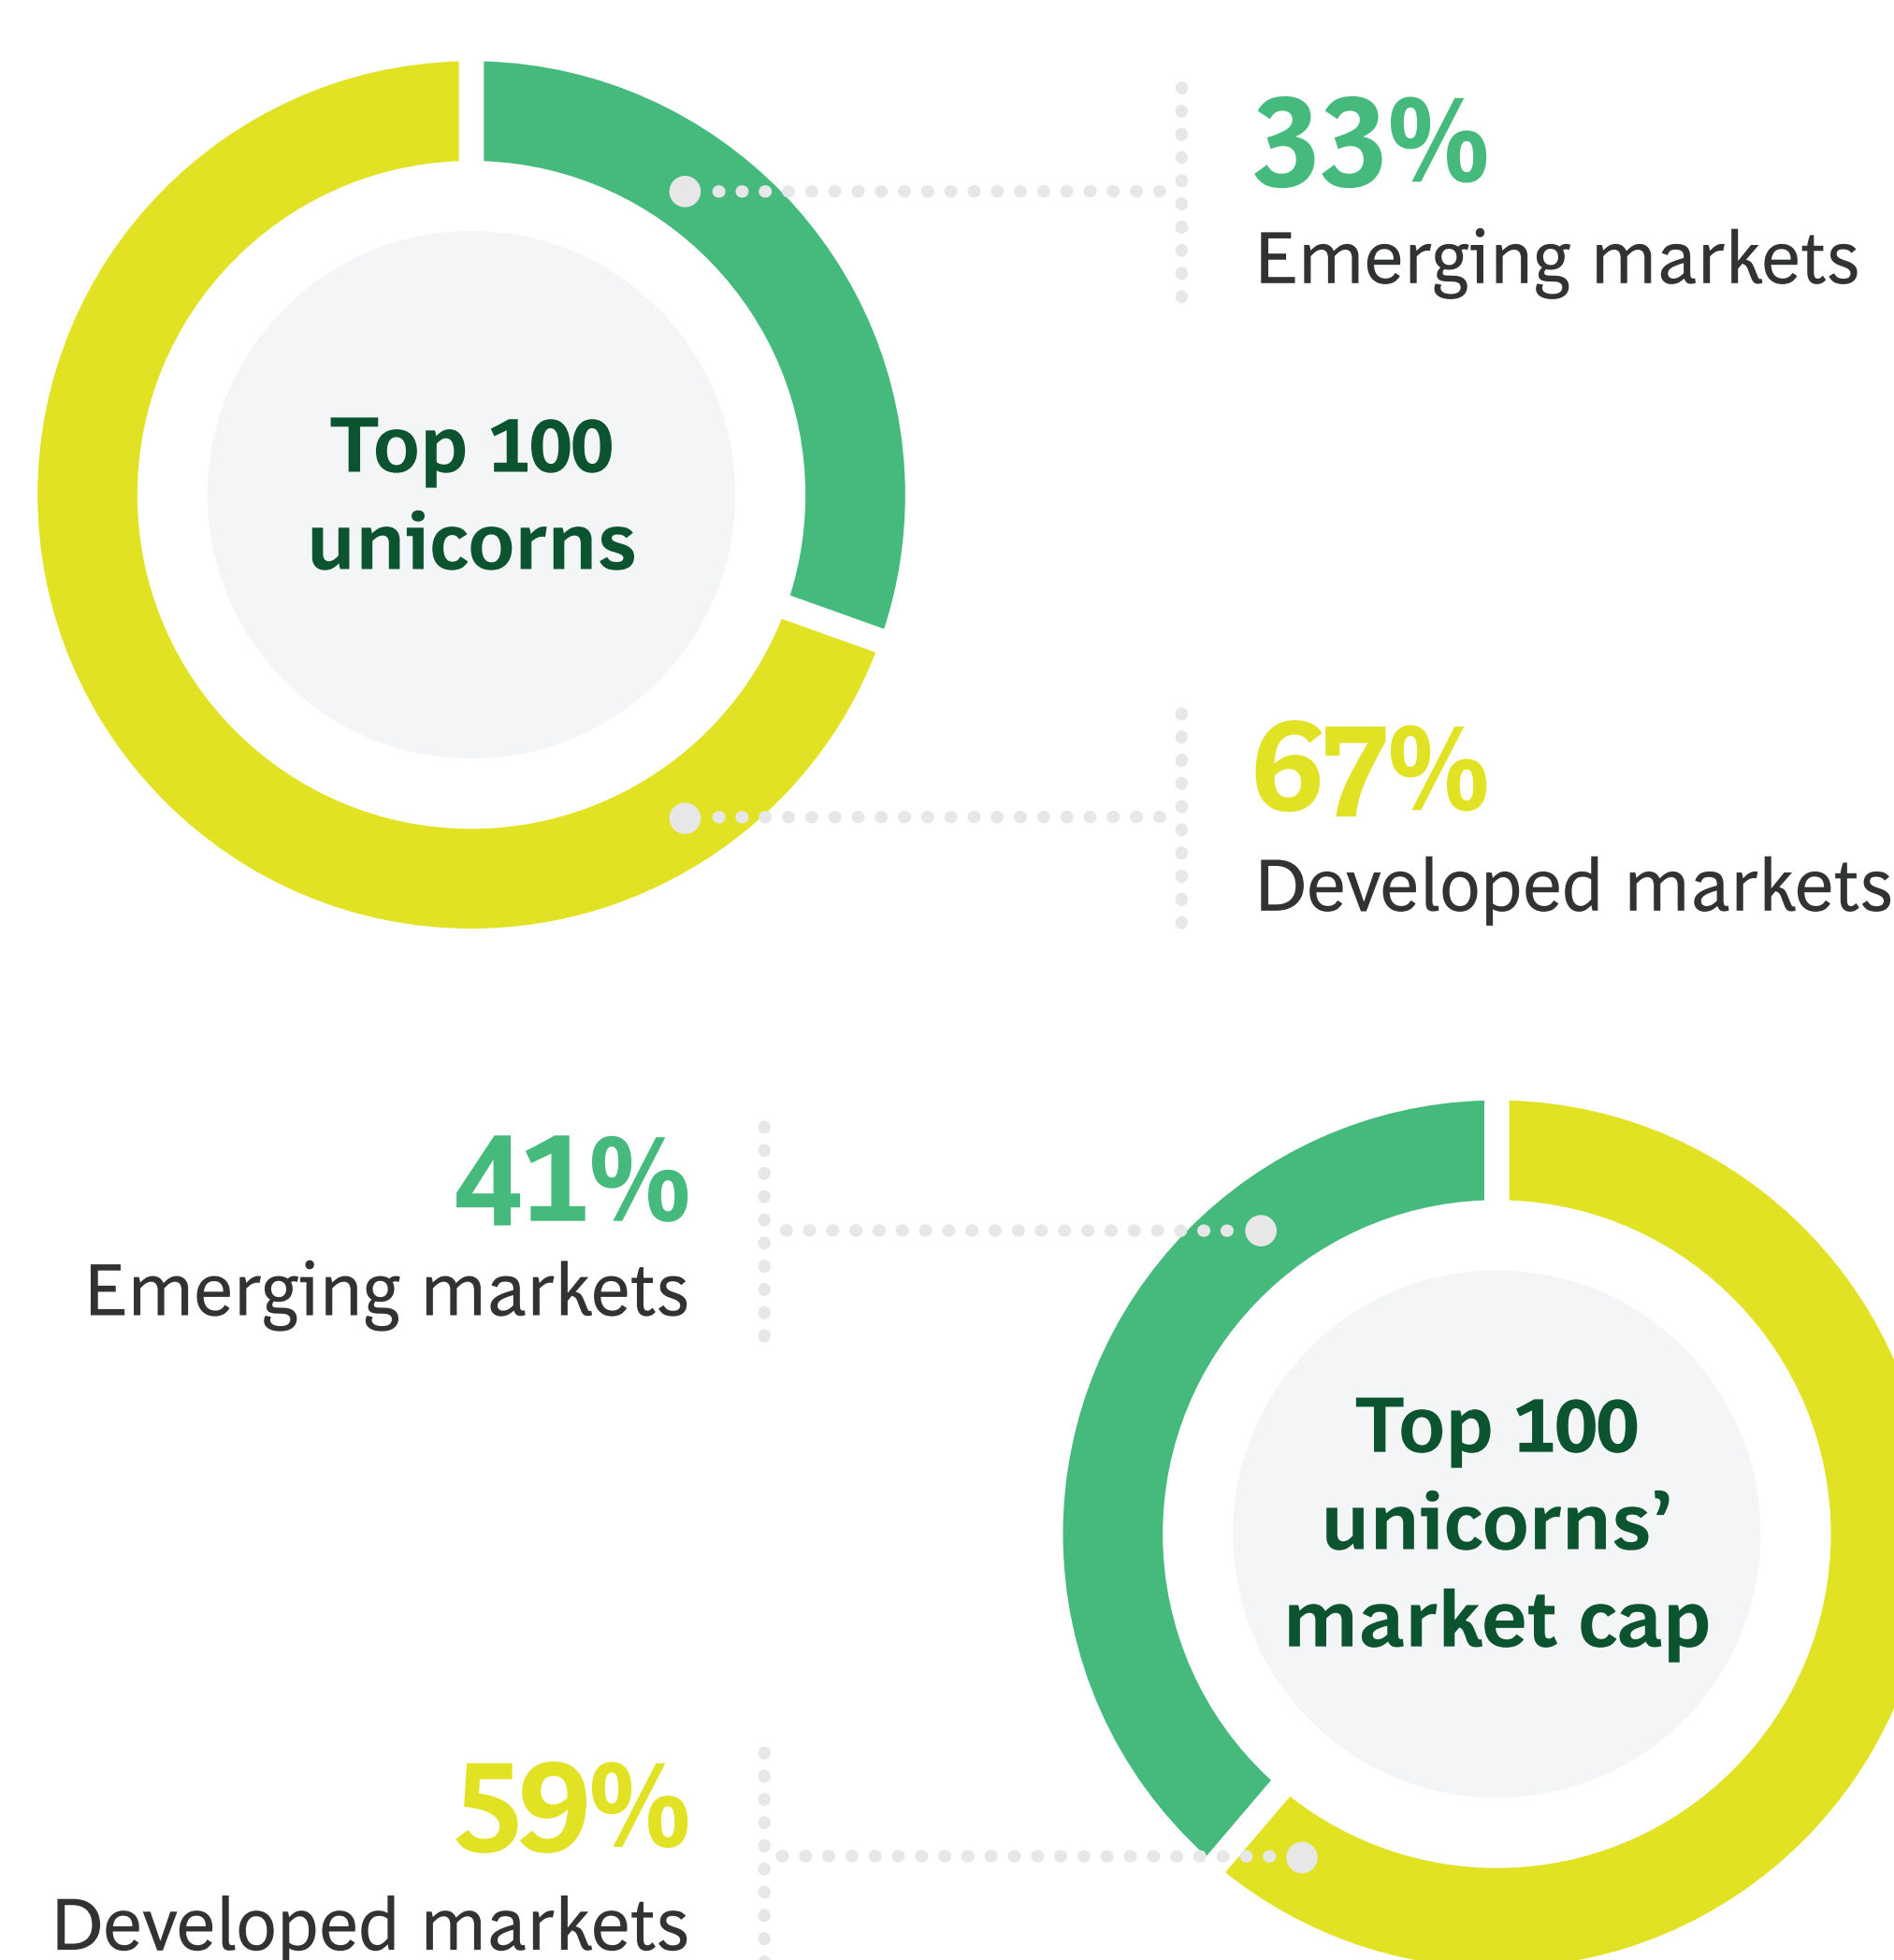 33%
Emerging markets
Top 100
unicorns
67%
Developed markets
41%
Emerging markets
Top 100
unicorns’
market cap
59%
Developed markets